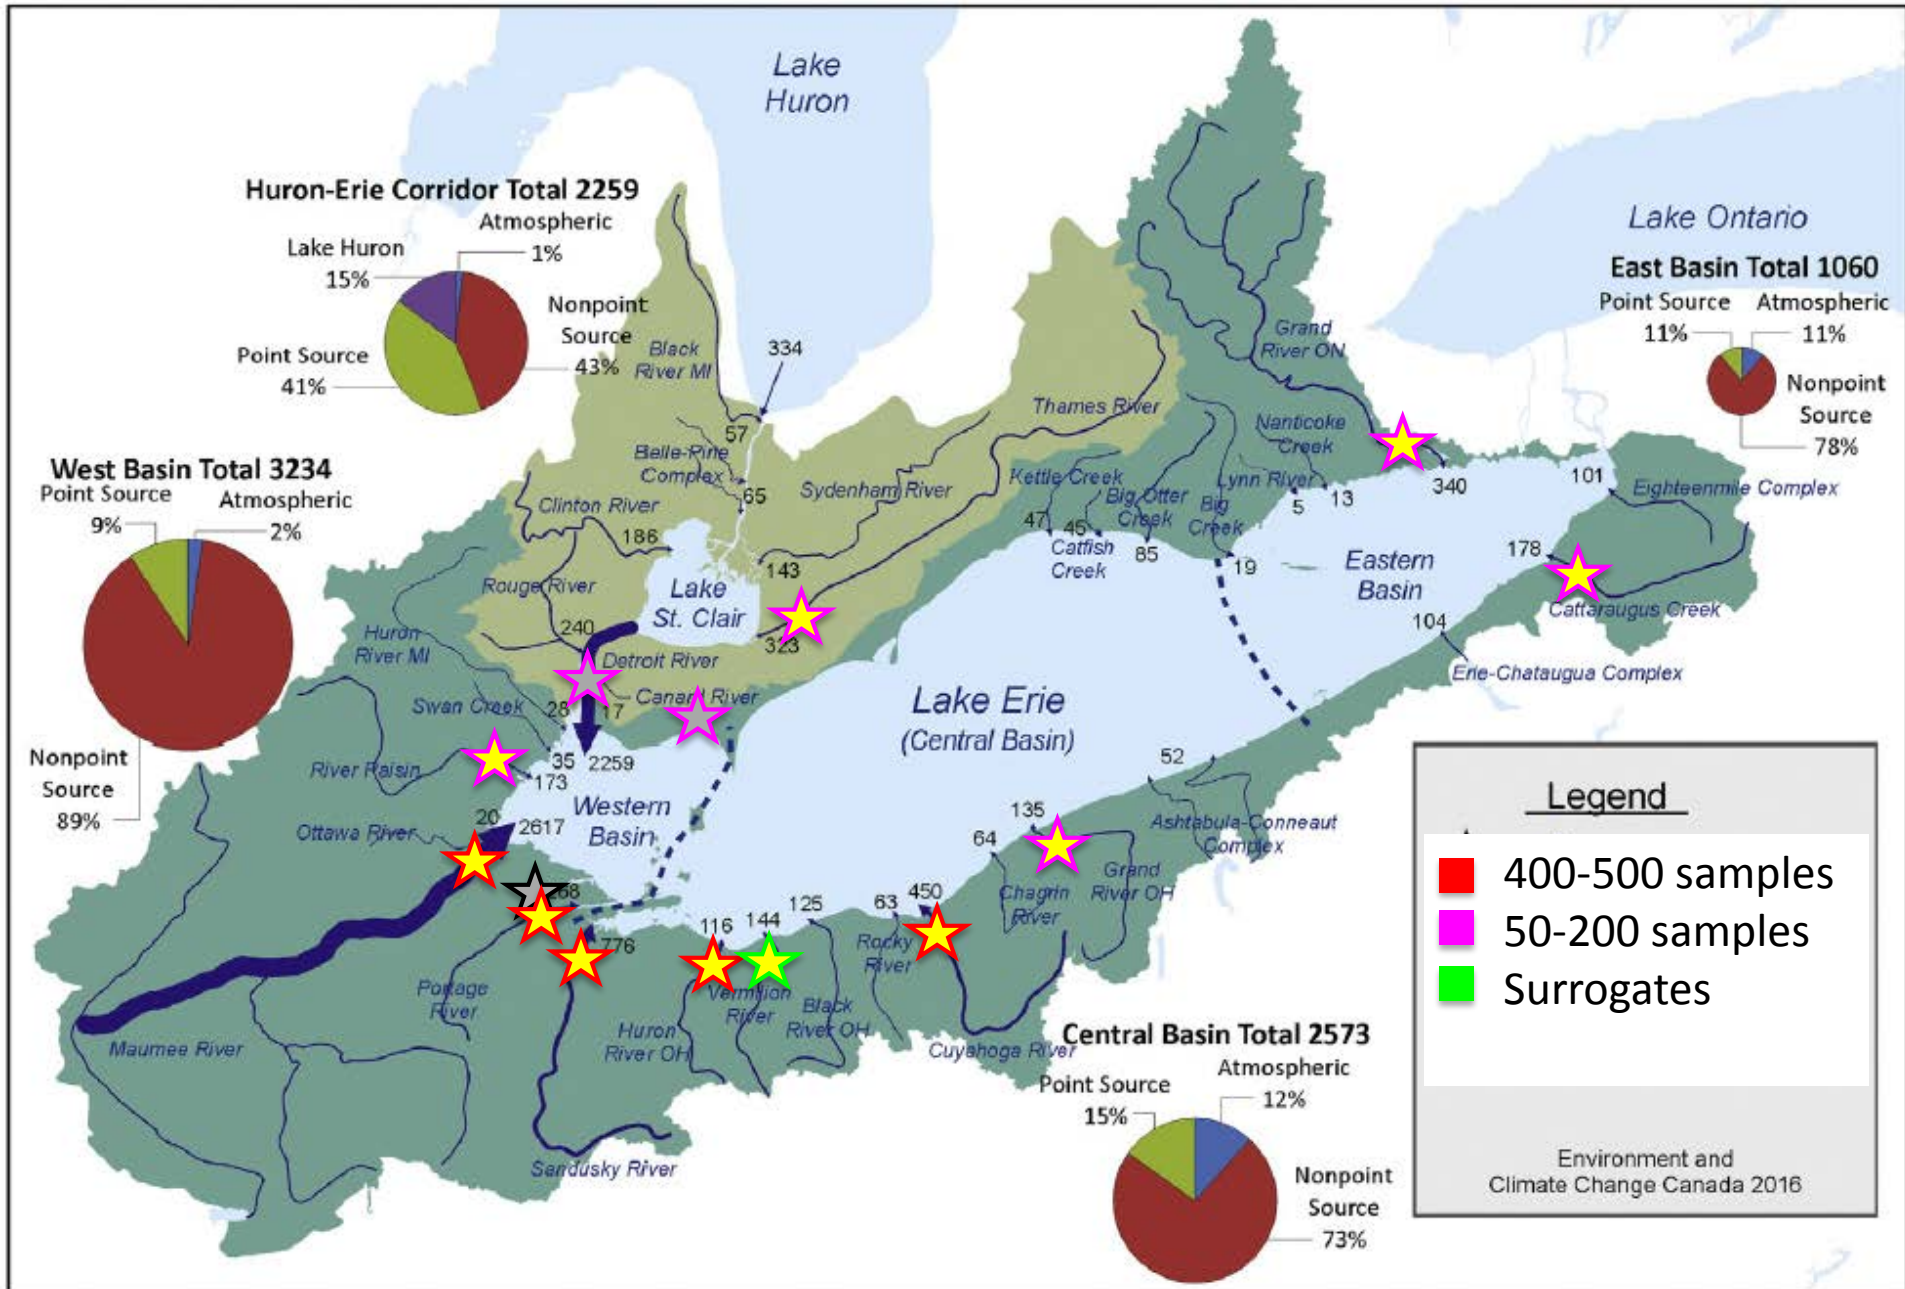 Lake
Huron
Huron-Erie Corridor Total 2259
Atmospheric
1%
Lake Huron
15%
Nonpoint
Source
43%
Point Source
41%
Lake Ontario
East Basin Total 1060
Point Source
11%
Atmospheric
11%
Nonpoint
Source
78%
West Basin Total 3234
Point Source
9%
Atmospheric
2%
Nonpoint
Source
89%
Black
River MI
334
57
Belle-Pine
Complex
65
Clinton River
186
Sydenham River
143
Thames River
323
Rouge River
240
Lake
St. Clair
Detroit River
Canard River
17
Huron
River MI
28
Swan Creek
35
2259
River Raisin
173
Ottawa River
20
2617
Western
Basin
Grand
River ON
Nanticoke
Creek
Lynn River
Kettle Creek
Big Otter
Creek
Big
Creek
47
45
Catfish
Creek
85
19
5
13
340
101
Eighteenmile Complex
178
Cattaraugus Creek
Eastern
Basin
104
Erie-Chataugua Complex
Lake Erie
(Central Basin)
52
Ashtabula-Conneaut
Complex
135
Grand
River OH
64
Chagrin
River
450
63
Rocky
River
125
144
116
268
776
Portage
River
Huron
River OH
Vermilion
River
Black
River OH
Cuyahoga River
Maumee River
Sandusky River
Central Basin Total 2573
Point Source
15%
Atmospheric
12%
Nonpoint
Source
73%
Legend
400-500 samples
50-200 samples
Surrogates
Environment and
Climate Change Canada 2016